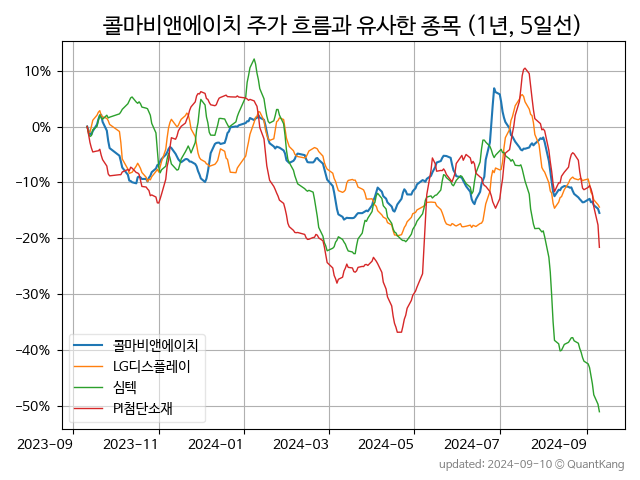 콜마비앤에이치 주가 흐름과 유사한 종목 (1년, 5일선)
10%
0%
−10%
−20%
−30%
−40%
−50%
콜마비앤에이치
LG디스플레이
심텍
PI첨단소재
2023-09 2023-11 2024-01 2024-03 2024-05 2024-07 2024-09
updated: 2024-09-10 @ QuantKang